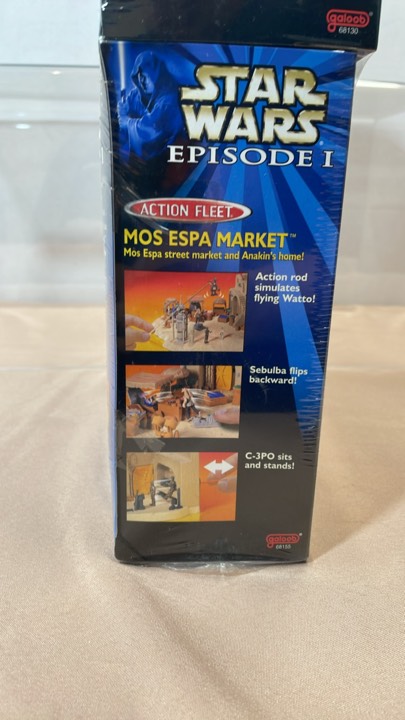 galoob®
68130
STAR
WARS®
EPISODE I
ACTION FLEET
MOS ESPA MARKET™
Mos Espa street market and Anakin's home!
Action rod
simulates
flying Watto!
Sebulba flips
backward!
C-3PO sits
and stands!
galoob®
68155